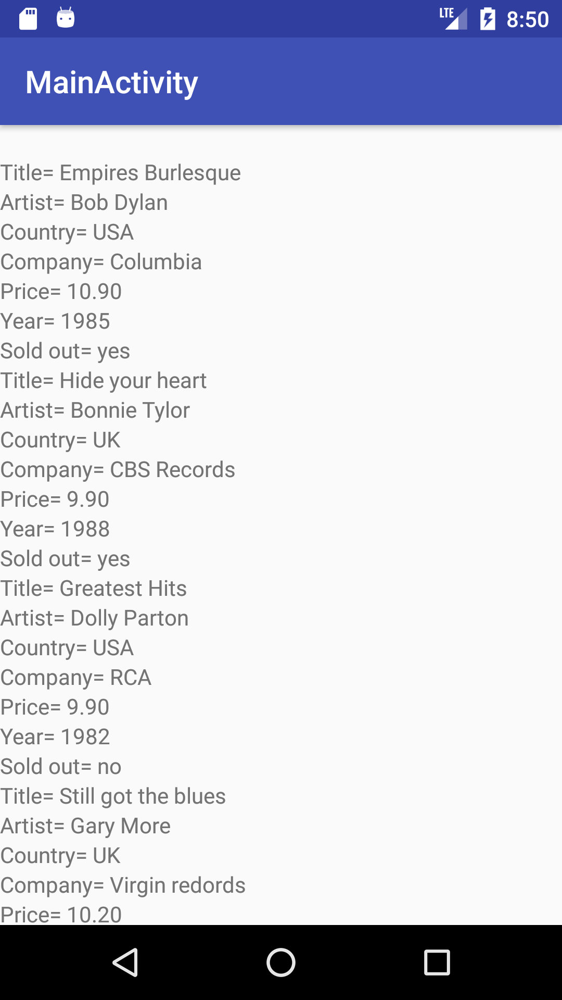 LTE 8:50
MainActivity
Title= Empires Burlesque
Artist= Bob Dylan
Country= USA
Company= Columbia
Price= 10.90
Year= 1985
Sold out= yes
Title= Hide your heart
Artist= Bonnie Tylor
Country= UK
Company= CBS Records
Price= 9.90
Year= 1988
Sold out= yes
Title= Greatest Hits
Artist= Dolly Parton
Country= USA
Company= RCA
Price= 9.90
Year= 1982
Sold out= no
Title= Still got the blues
Artist= Gary More
Country= UK
Company= Virgin redords
Price= 10.20